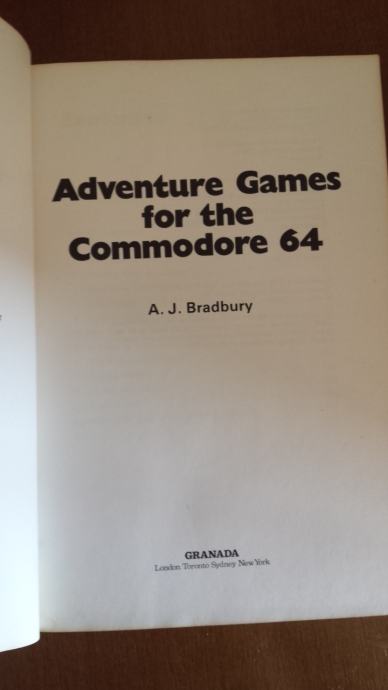 Adventure Games
for the
Commodore 64
A. J. Bradbury
GRANADA
London Toronto Sydney New York